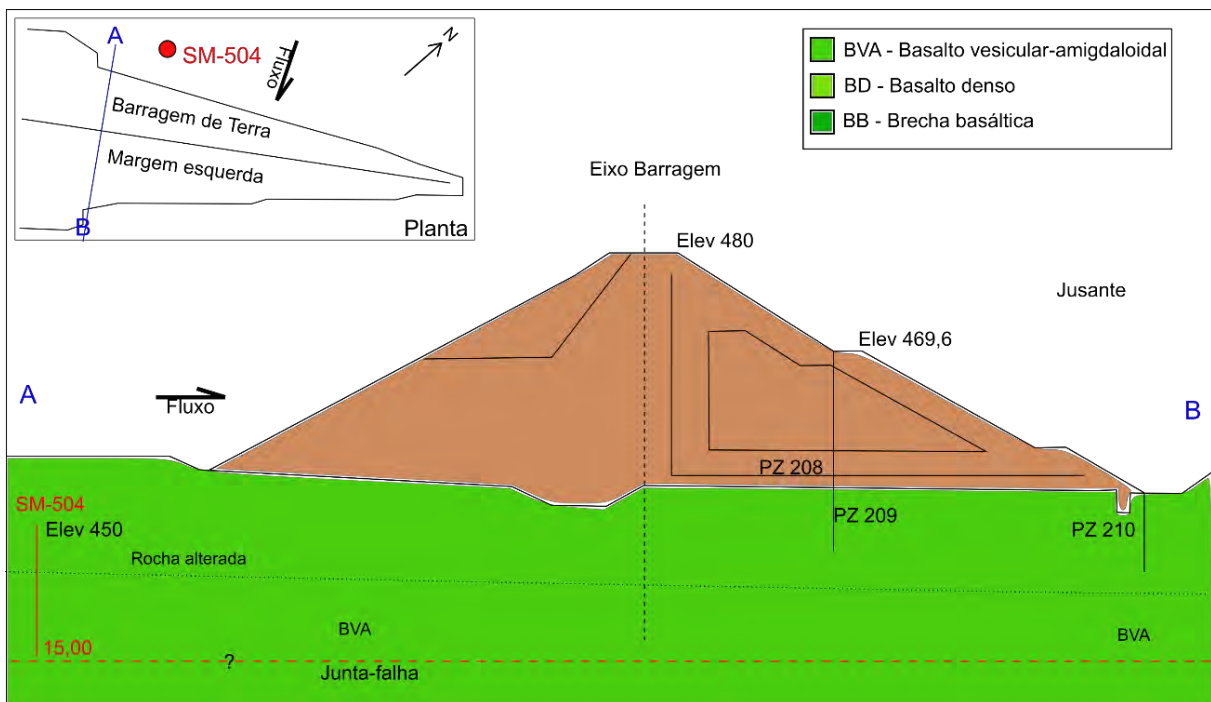 A
SM-504
Fluxo
N
Barragem de Terra
Margem esquerda
B
Planta
BVA - Basalto vesicular-amigdaloidal
BD - Basalto denso
BB - Brecha basáltica
Eixo Barragem
Elev 480
Jusante
Elev 469,6
A
Fluxo
B
PZ 208
SM-504
Elev 450
PZ 209
PZ 210
Rocha alterada
BVA
BVA
15,00
?
Junta-falha